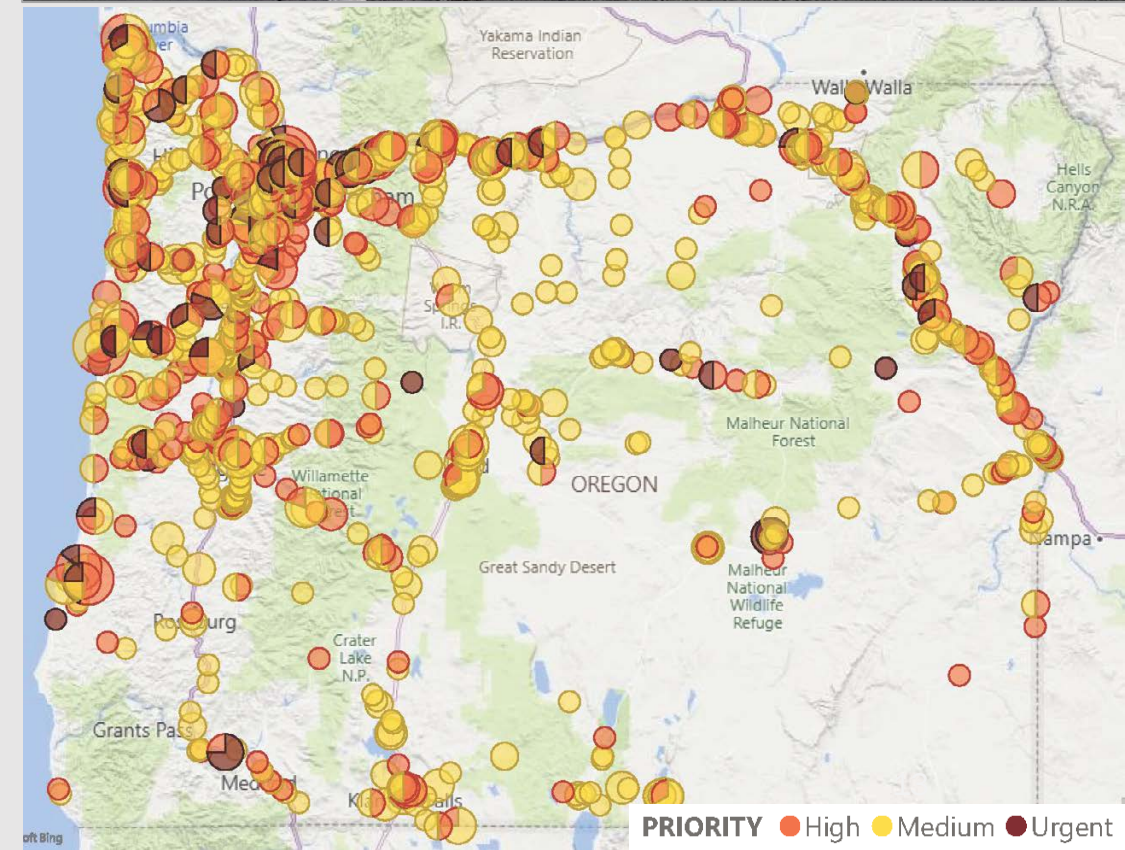 Yakama Indian
Reservation
Walla Walla
Hells
Canyon
N.R.A.
Malheur National
Forest
OREGON
Willamette
Great Sandy Desert
Malheur
National
Wildlife
Refuge
Crater
Lake
N.P.
Grants Pass
PRIORITY High Medium Urgent